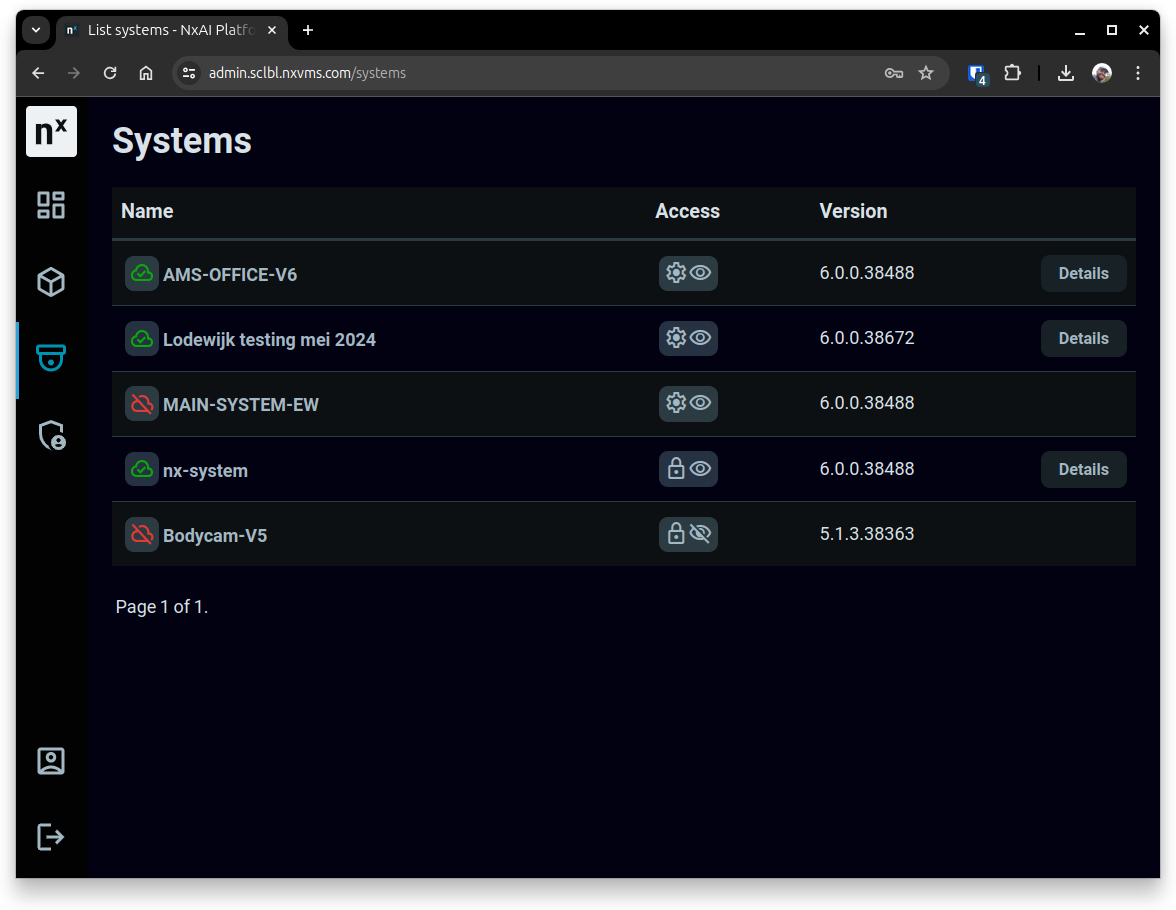 nx List systems - NxAI Platfo
admin.sclbl.nxvms.com/systems
4
nx
Systems
Name Access Version
AMS-OFFICE-V6 6.0.0.38488 Details
Lodewijk testing mei 2024 6.0.0.38672 Details
MAIN-SYSTEM-EW 6.0.0.38488
nx-system 6.0.0.38488 Details
Bodycam-V5 5.1.3.38363
Page 1 of 1.